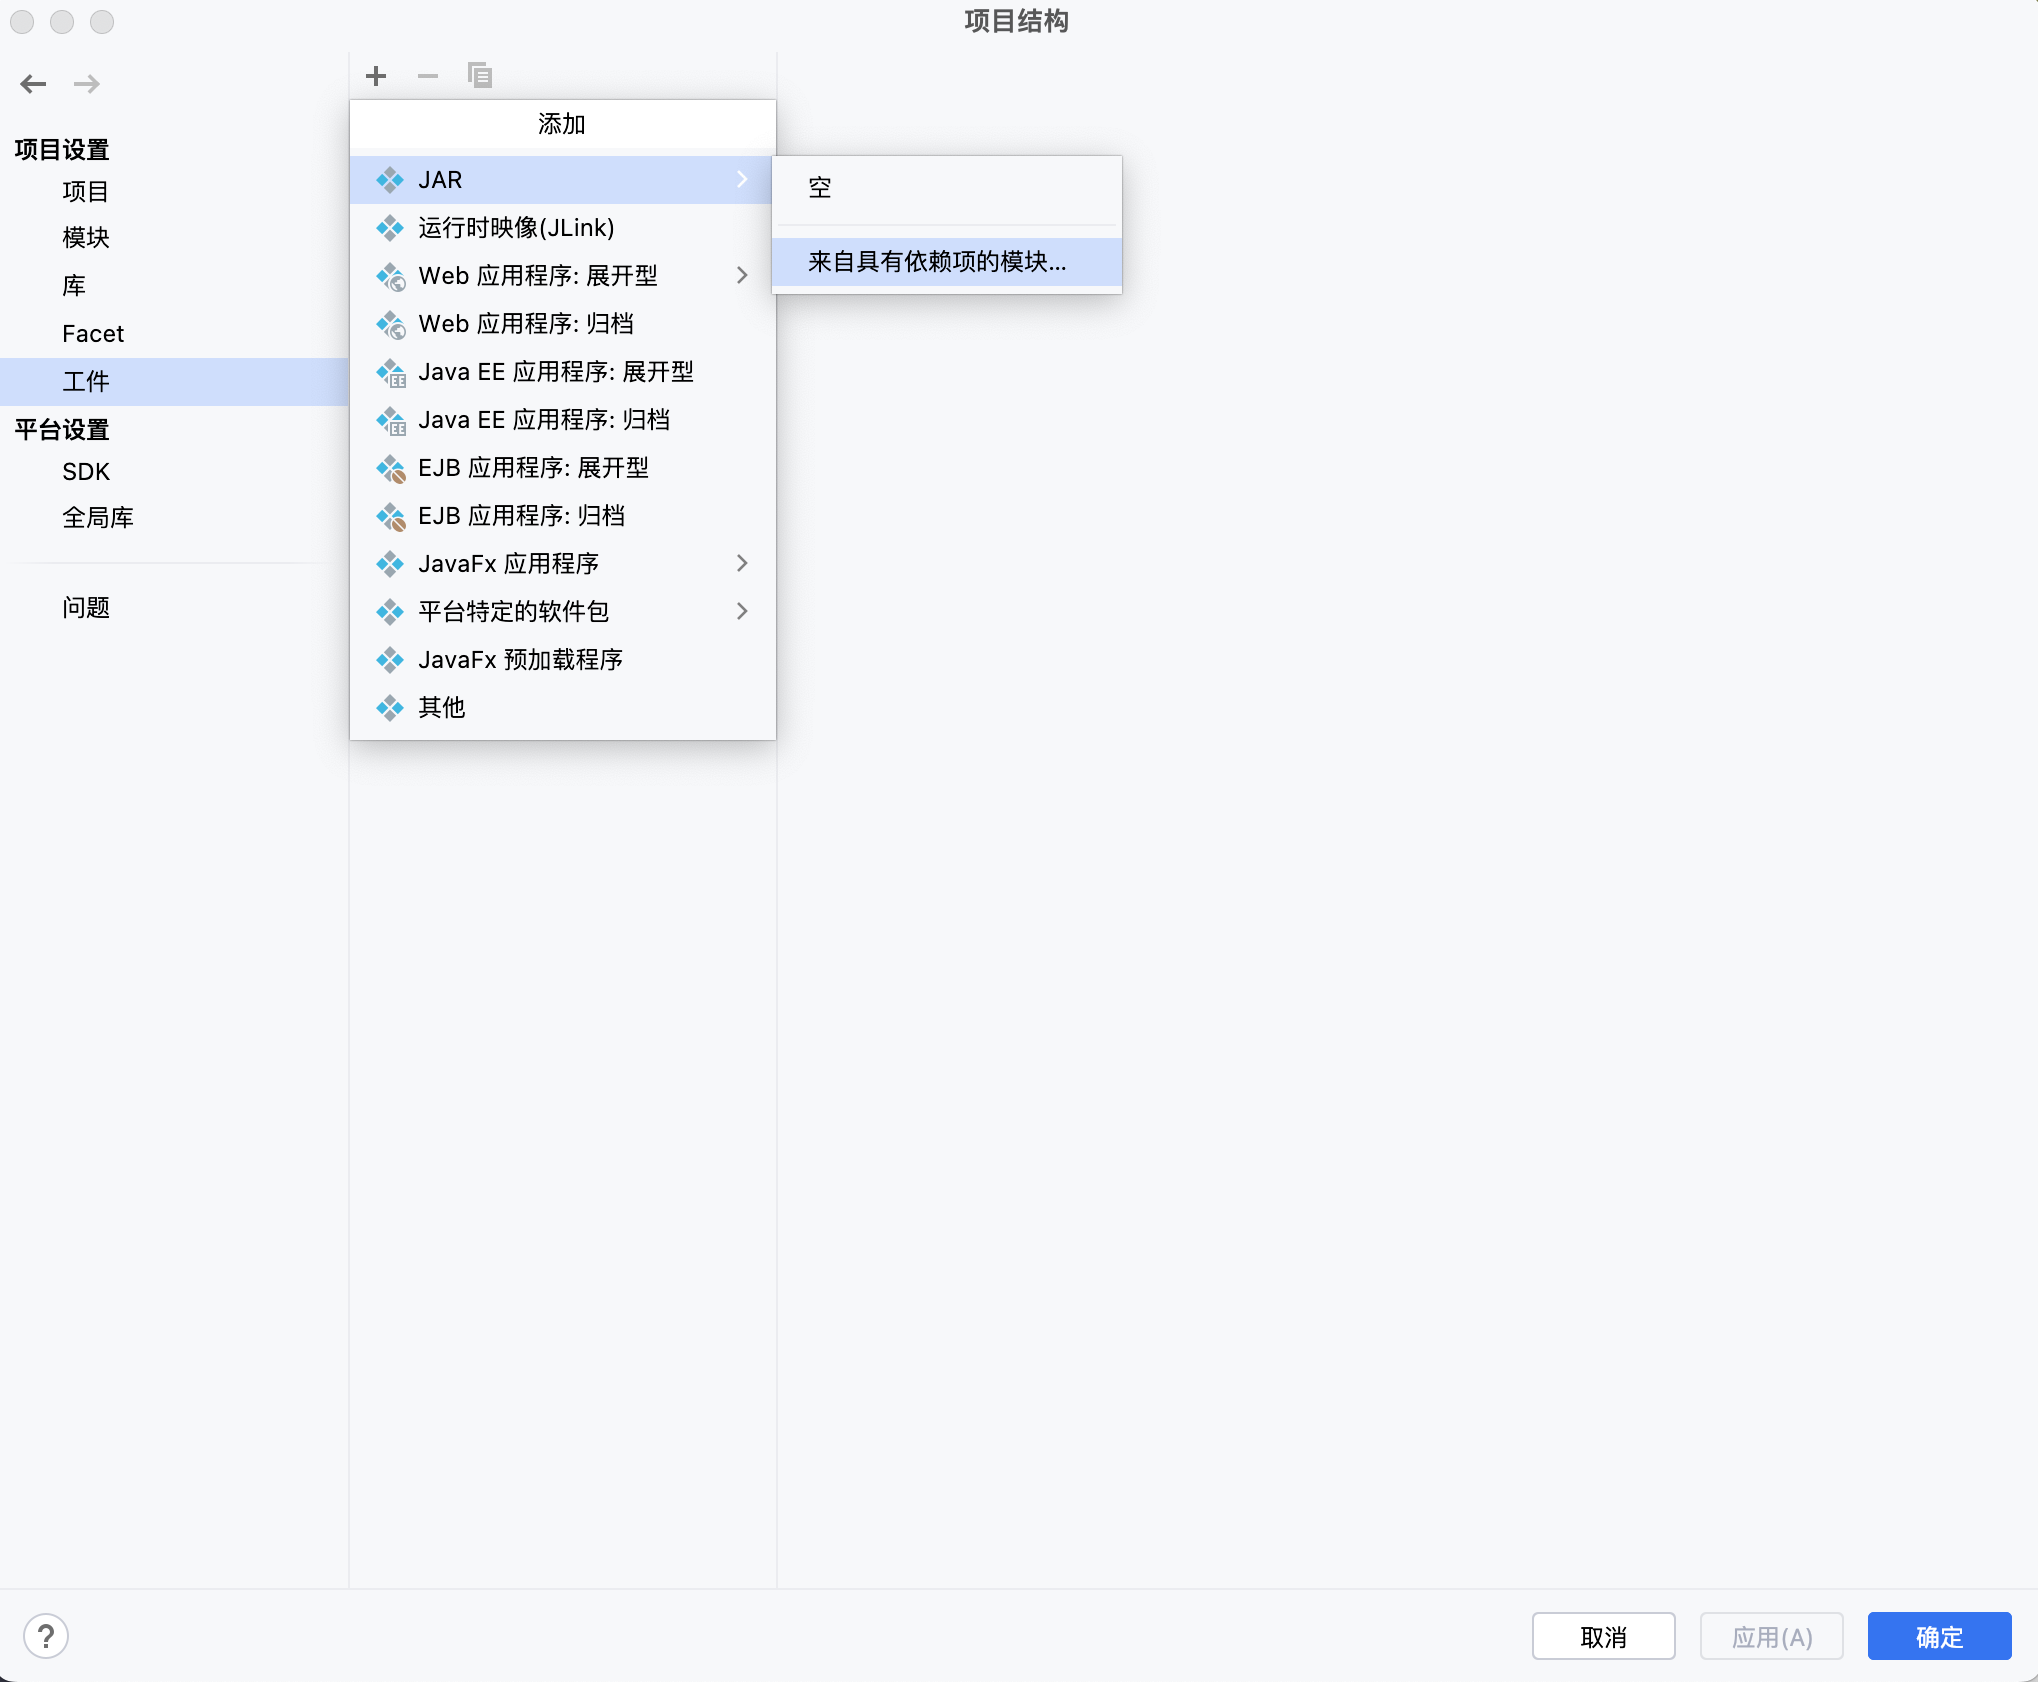 项目结构
项目设置
项目
模块
库
Facet
工件
平台设置
SDK
全局库
问题
添加
JAR
运行时映像(JLink)
Web 应用程序: 展开型
Web 应用程序: 归档
Java EE 应用程序: 展开型
Java EE 应用程序: 归档
EJB 应用程序: 展开型
EJB 应用程序: 归档
JavaFx 应用程序
平台特定的软件包
JavaFx 预加载程序
其他
空
来自具有依赖项的模块...
?
取消
应用(A)
确定